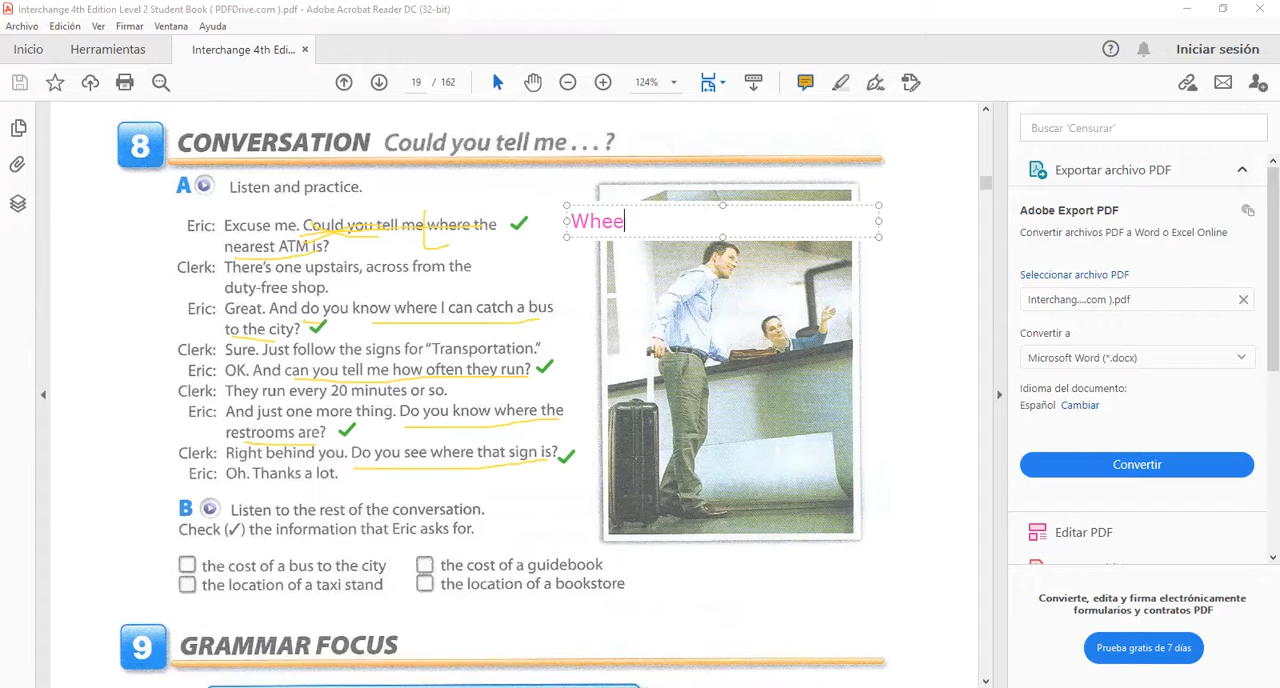 Interchange 4th Edition Level 2 Student Book ( PDFDrive.com ).pdf - Adobe Acrobat Reader DC (32-bit)
Archivo Edición Ver Firmar Ventana Ayuda
Inicio Herramientas Interchange 4th Edi... × Iniciar sesión
19 / 162 124%
8 CONVERSATION Could you tell me . . . ?
A Listen and practice.
Eric: Excuse me. Could you tell me where the
nearest ATM is?
Clerk: There's one upstairs, across from the
duty-free shop.
Eric: Great. And do you know where I can catch a bus
to the city?
Clerk: Sure. Just follow the signs for “Transportation.”
Eric: OK. And can you tell me how often they run?
Clerk: They run every 20 minutes or so.
Eric: And just one more thing. Do you know where the
restrooms are?
Clerk: Right behind you. Do you see where that sign is?
Eric: Oh. Thanks a lot.
Whee
B Listen to the rest of the conversation.
Check (✓) the information that Eric asks for.
the cost of a bus to the city the cost of a guidebook
the location of a taxi stand the location of a bookstore
9 GRAMMAR FOCUS
Buscar 'Censurar'
Exportar archivo PDF
Adobe Export PDF
Convertir archivos PDF a Word o Excel Online
Seleccionar archivo PDF
Interchang....com ).pdf
Convertir a
Microsoft Word (*.docx)
Idioma del documento:
Español Cambiar
Convertir
Editar PDF
Convierte, edita y firma electrónicamente
formularios y contratos PDF
Prueba gratis de 7 días